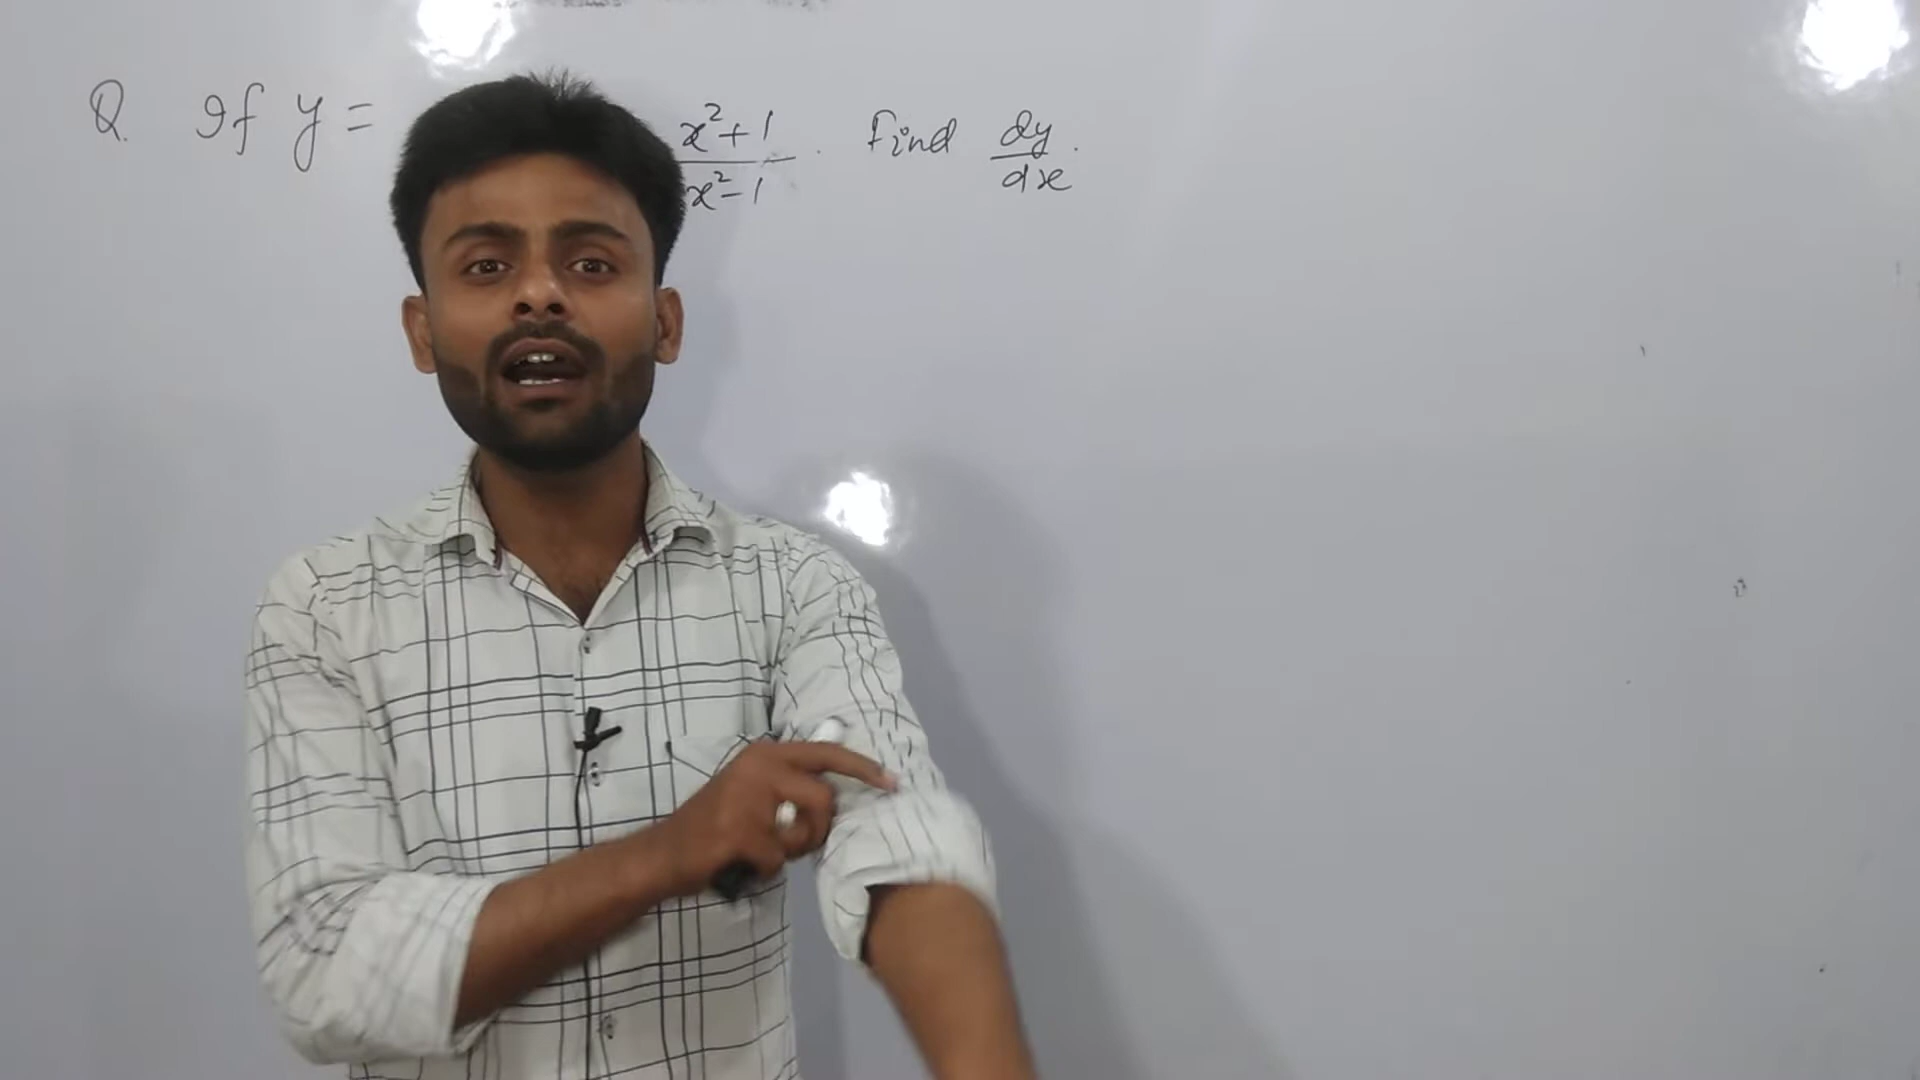 Q. If y = x²+1/x²-1. Find dy/dx.